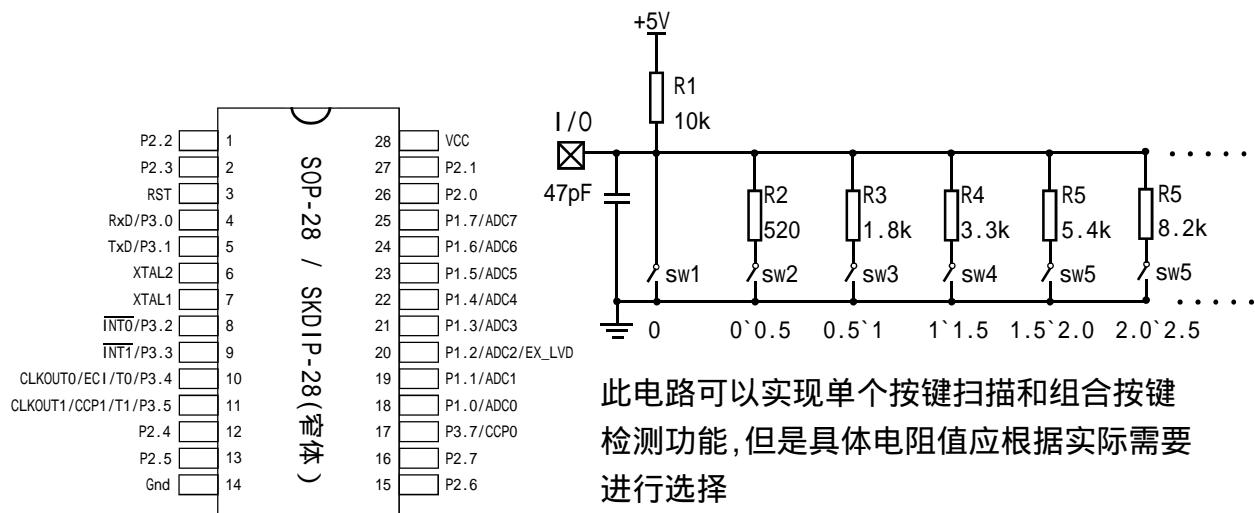 P2.2 1
P2.3 2
RST 3
RxD/P3.0 4
TxD/P3.1 5
XTAL2 6
XTAL1 7
INT0/P3.2 8
INT1/P3.3 9
CLKOUT0/ECI/T0/P3.4 10
CLKOUT1/CCP1/T1/P3.5 11
P2.4 12
P2.5 13
Gnd 14
SOP-28 / SKDIP-28(窄体)
28 VCC
27 P2.1
26 P2.0
25 P1.7/ADC7
24 P1.6/ADC6
23 P1.5/ADC5
22 P1.4/ADC4
21 P1.3/ADC3
20 P1.2/ADC2/EX_LVD
19 P1.1/ADC1
18 P1.0/ADC0
17 P3.7/CCP0
16 P2.7
15 P2.6
+5V
R1
10k
I/O
47pF
R2 R3 R4 R5 R5
520 1.8k 3.3k 5.4k 8.2k
sw1 sw2 sw3 sw4 sw5 sw5
0 0`0.5 0.5`1 1`1.5 1.5`2.0 2.0`2.5
此电路可以实现单个按键扫描和组合按键
检测功能,但是具体电阻值应根据实际需要
进行选择